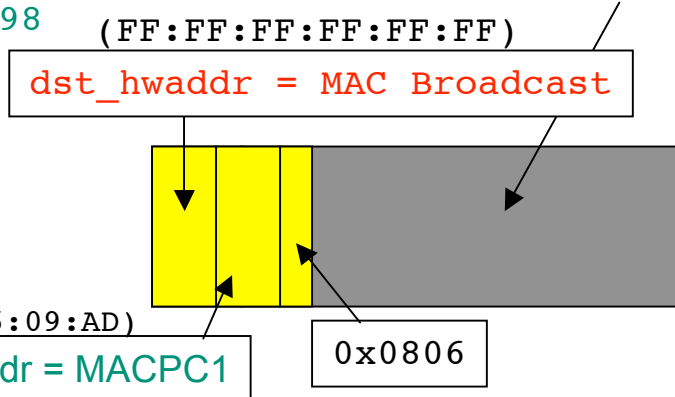 98
(FF:FF:FF:FF:FF:FF)
dst_hwaddr = MAC Broadcast
:09:AD)
dr = MACPC1
0x0806